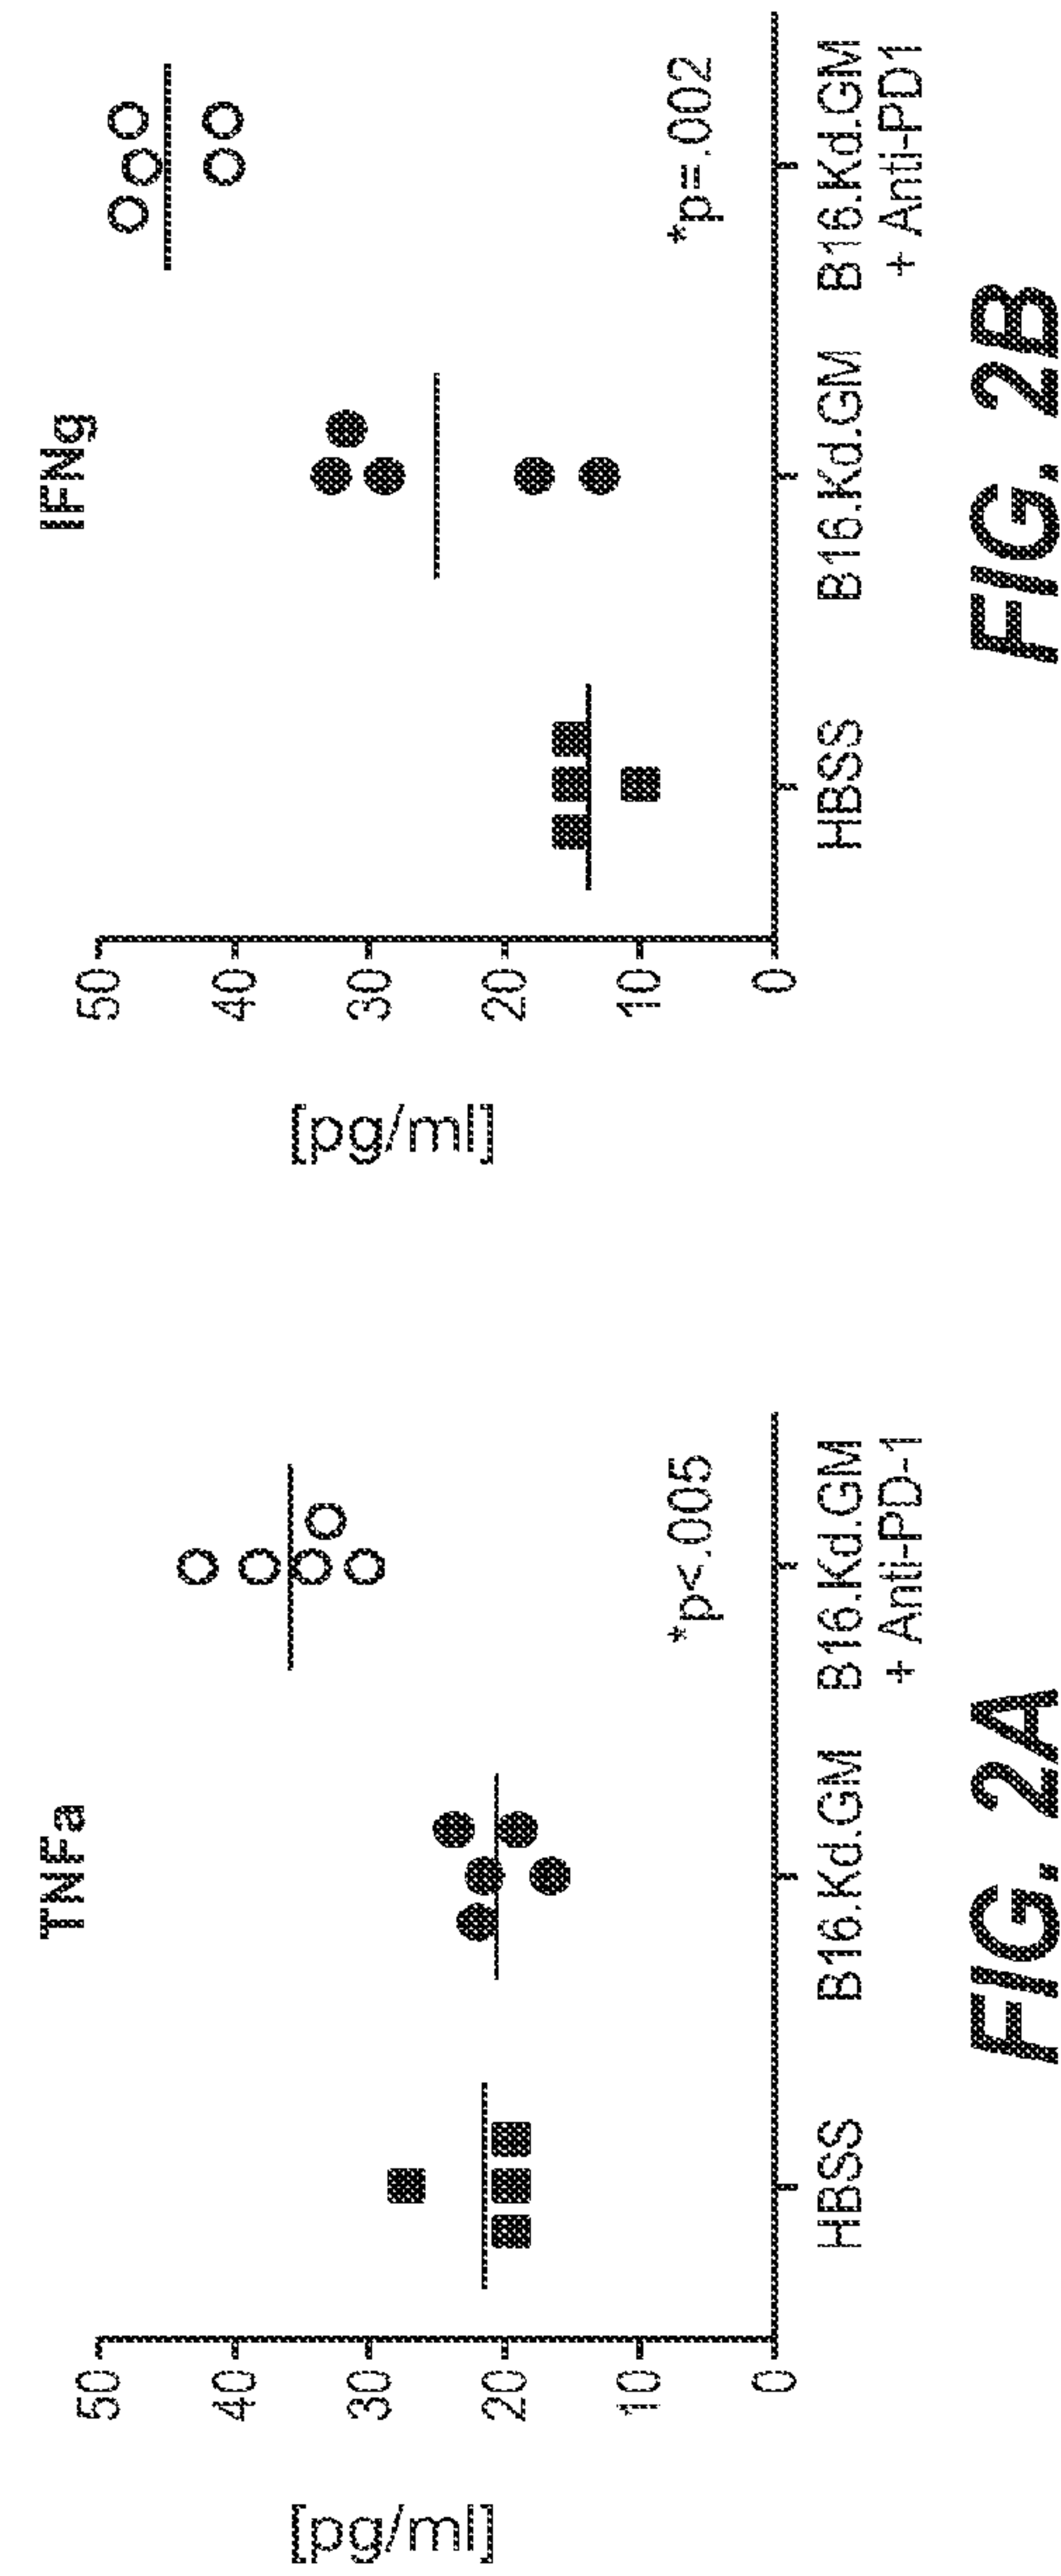 TNFa
[pg/ml]
50
40
30
20
10
0
*p<.005
HBSS
B16.Kd.GM
B16.Kd.GM
+ Anti-PD-1
FIG. 2A
IFNg
[pg/ml]
50
40
30
20
10
0
*p=.002
HBSS
B16.Kd.GM
B16.Kd.GM
+ Anti-PD1
FIG. 2B